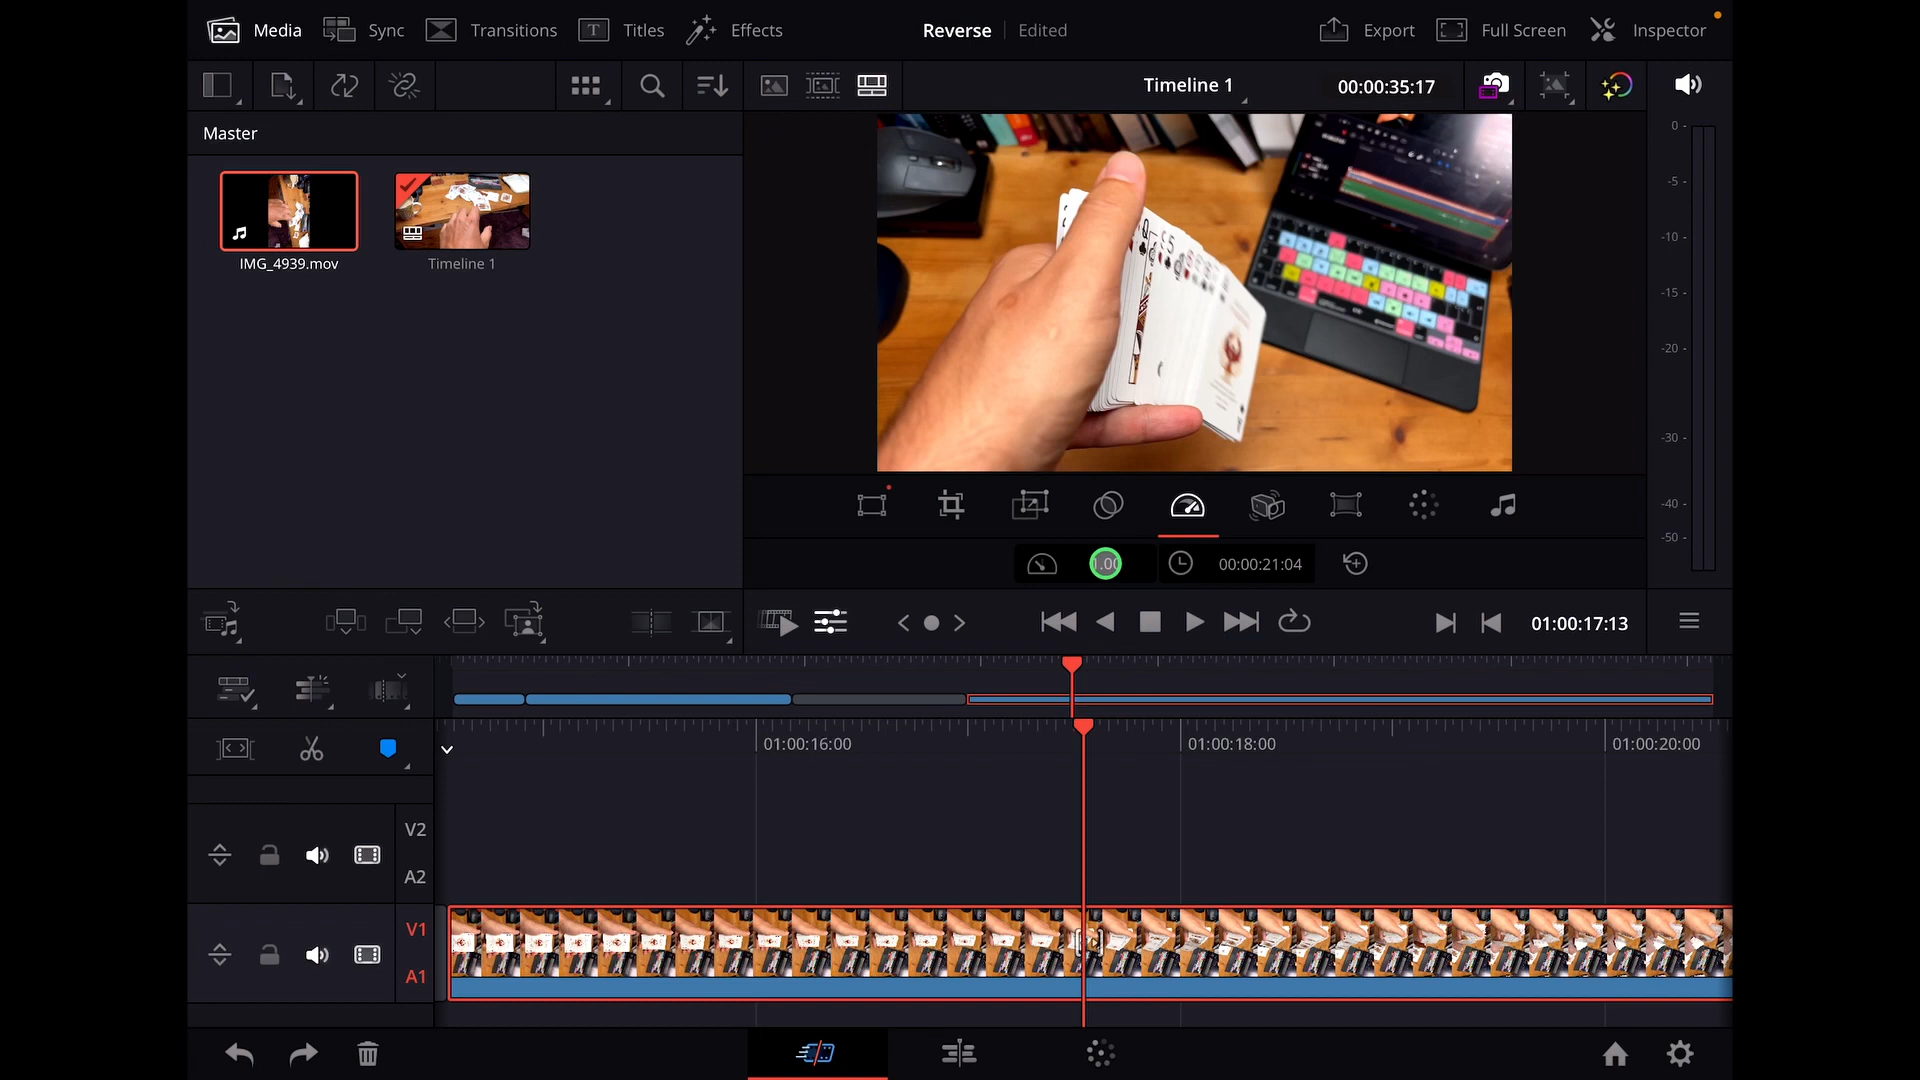 Media Sync Transitions Titles Effects Reverse Edited Export Full Screen Inspector
Timeline 1 00:00:35:17
Master
0
-5
-10
-15
-20
-30
-40
-50
IMG_4939.mov Timeline 1
1.00 00:00:21:04
01:00:17:13
01:00:16:00 01:00:18:00 01:00:20:00
V2
A2
V1
A1